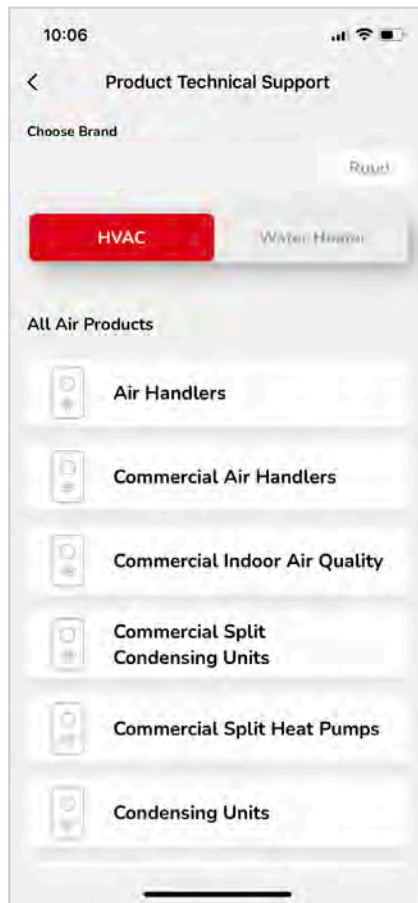 10:06
Product Technical Support
Choose Brand
Ruud
HVAC
Water Heater
All Air Products
Air Handlers
Commercial Air Handlers
Commercial Indoor Air Quality
Commercial Split
Condensing Units
Commercial Split Heat Pumps
Condensing Units